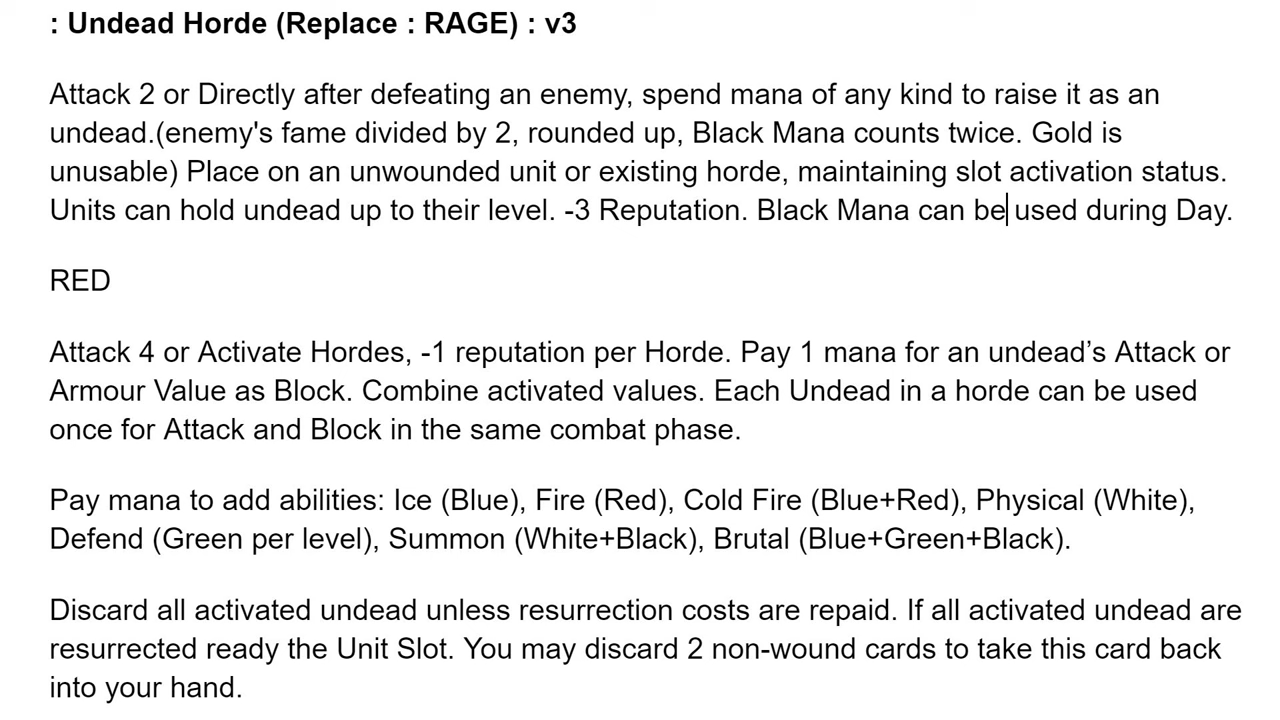 : Undead Horde (Replace : RAGE) : v3
Attack 2 or Directly after defeating an enemy, spend mana of any kind to raise it as an
undead.(enemy's fame divided by 2, rounded up, Black Mana counts twice. Gold is
unusable) Place on an unwounded unit or existing horde, maintaining slot activation status.
Units can hold undead up to their level. -3 Reputation. Black Mana can be used during Day.
RED
Attack 4 or Activate Hordes, -1 reputation per Horde. Pay 1 mana for an undead’s Attack or
Armour Value as Block. Combine activated values. Each Undead in a horde can be used
once for Attack and Block in the same combat phase.
Pay mana to add abilities: Ice (Blue), Fire (Red), Cold Fire (Blue+Red), Physical (White),
Defend (Green per level), Summon (White+Black), Brutal (Blue+Green+Black).
Discard all activated undead unless resurrection costs are repaid. If all activated undead are
resurrected ready the Unit Slot. You may discard 2 non-wound cards to take this card back
into your hand.